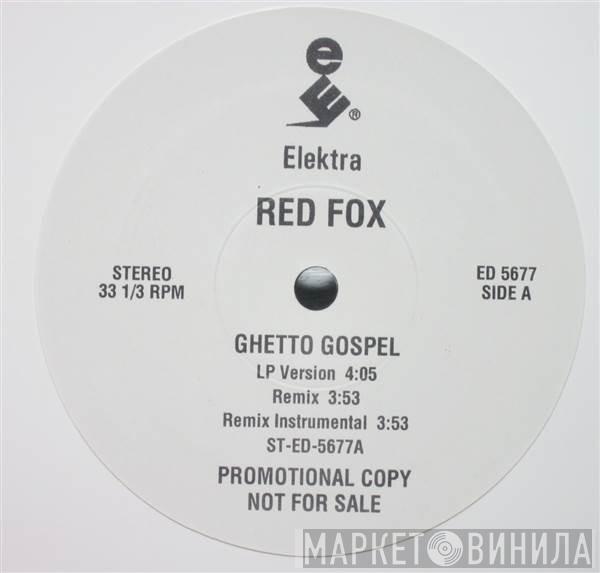 Elektra
RED FOX
STEREO
33 1/3 RPM
ED 5677
SIDE A
GHETTO GOSPEL
LP Version 4:05
Remix 3:53
Remix Instrumental 3:53
ST-ED-5677A
PROMOTIONAL COPY
NOT FOR SALE
МАРКЕТ ВИНИЛА